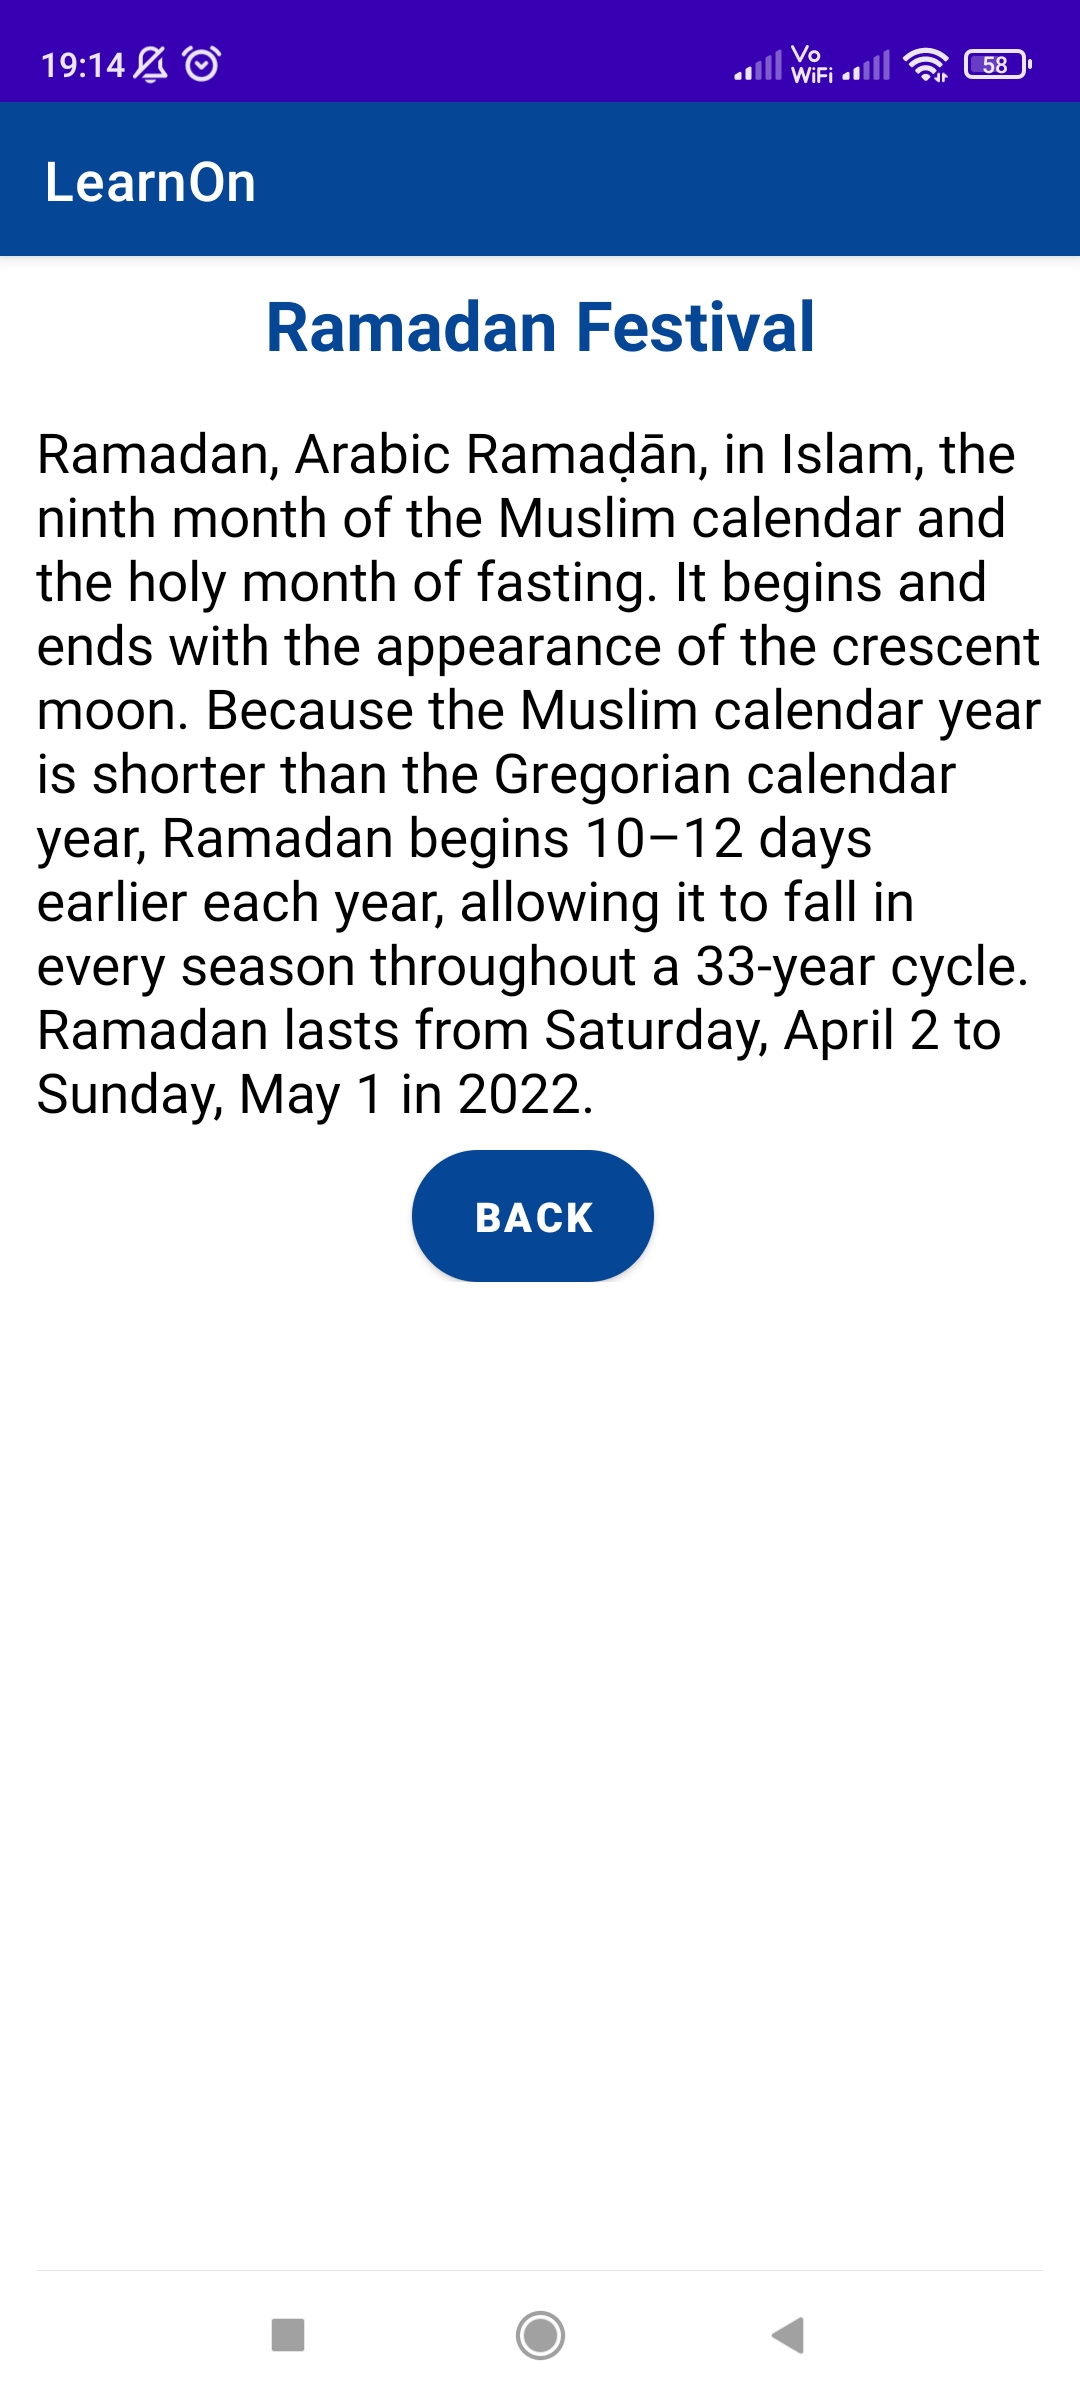 19:14 Vo WiFi 58
LearnOn
Ramadan Festival
Ramadan, Arabic Ramaḍān, in Islam, the
ninth month of the Muslim calendar and
the holy month of fasting. It begins and
ends with the appearance of the crescent
moon. Because the Muslim calendar year
is shorter than the Gregorian calendar
year, Ramadan begins 10–12 days
earlier each year, allowing it to fall in
every season throughout a 33-year cycle.
Ramadan lasts from Saturday, April 2 to
Sunday, May 1 in 2022.
BACK